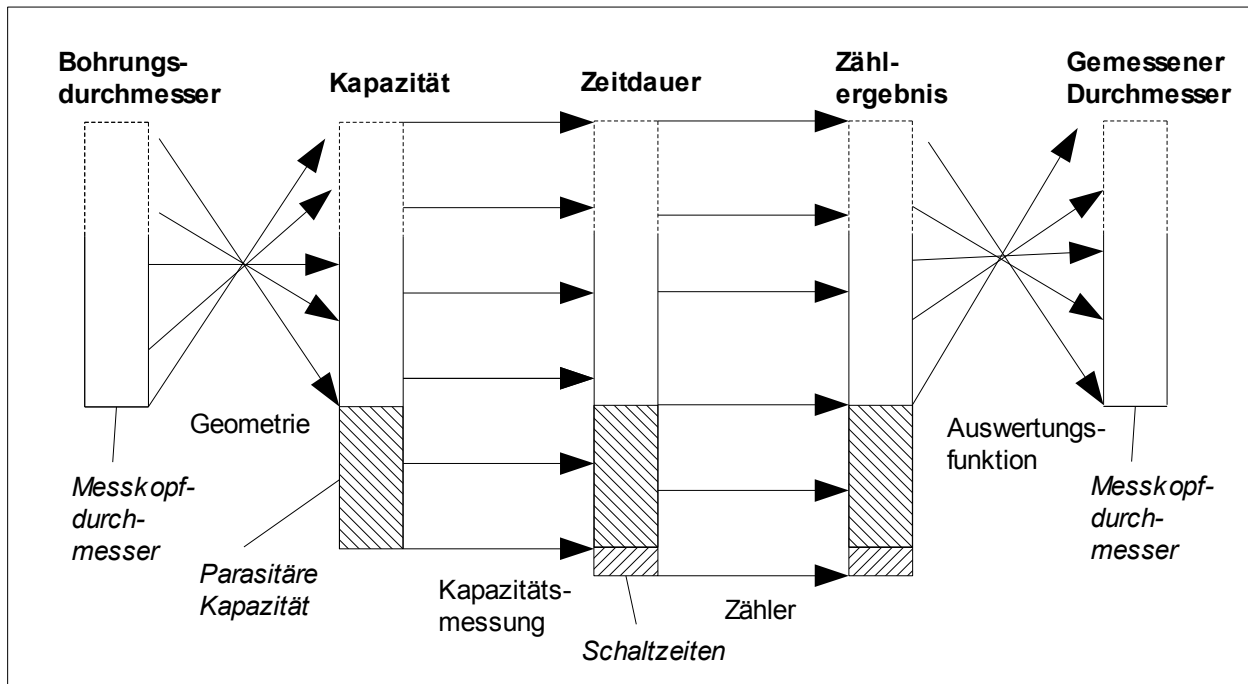 Bohrungs-
durchmesser
Kapazität
Zeitdauer
Zähl-
ergebnis
Gemessener
Durchmesser
Geometrie
Auswertungs-
funktion
Messkopf-
durch-
messer
Parasitäre
Kapazität
Kapazitäts-
messung
Schaltzeiten
Zähler
Messkopf-
durch-
messer